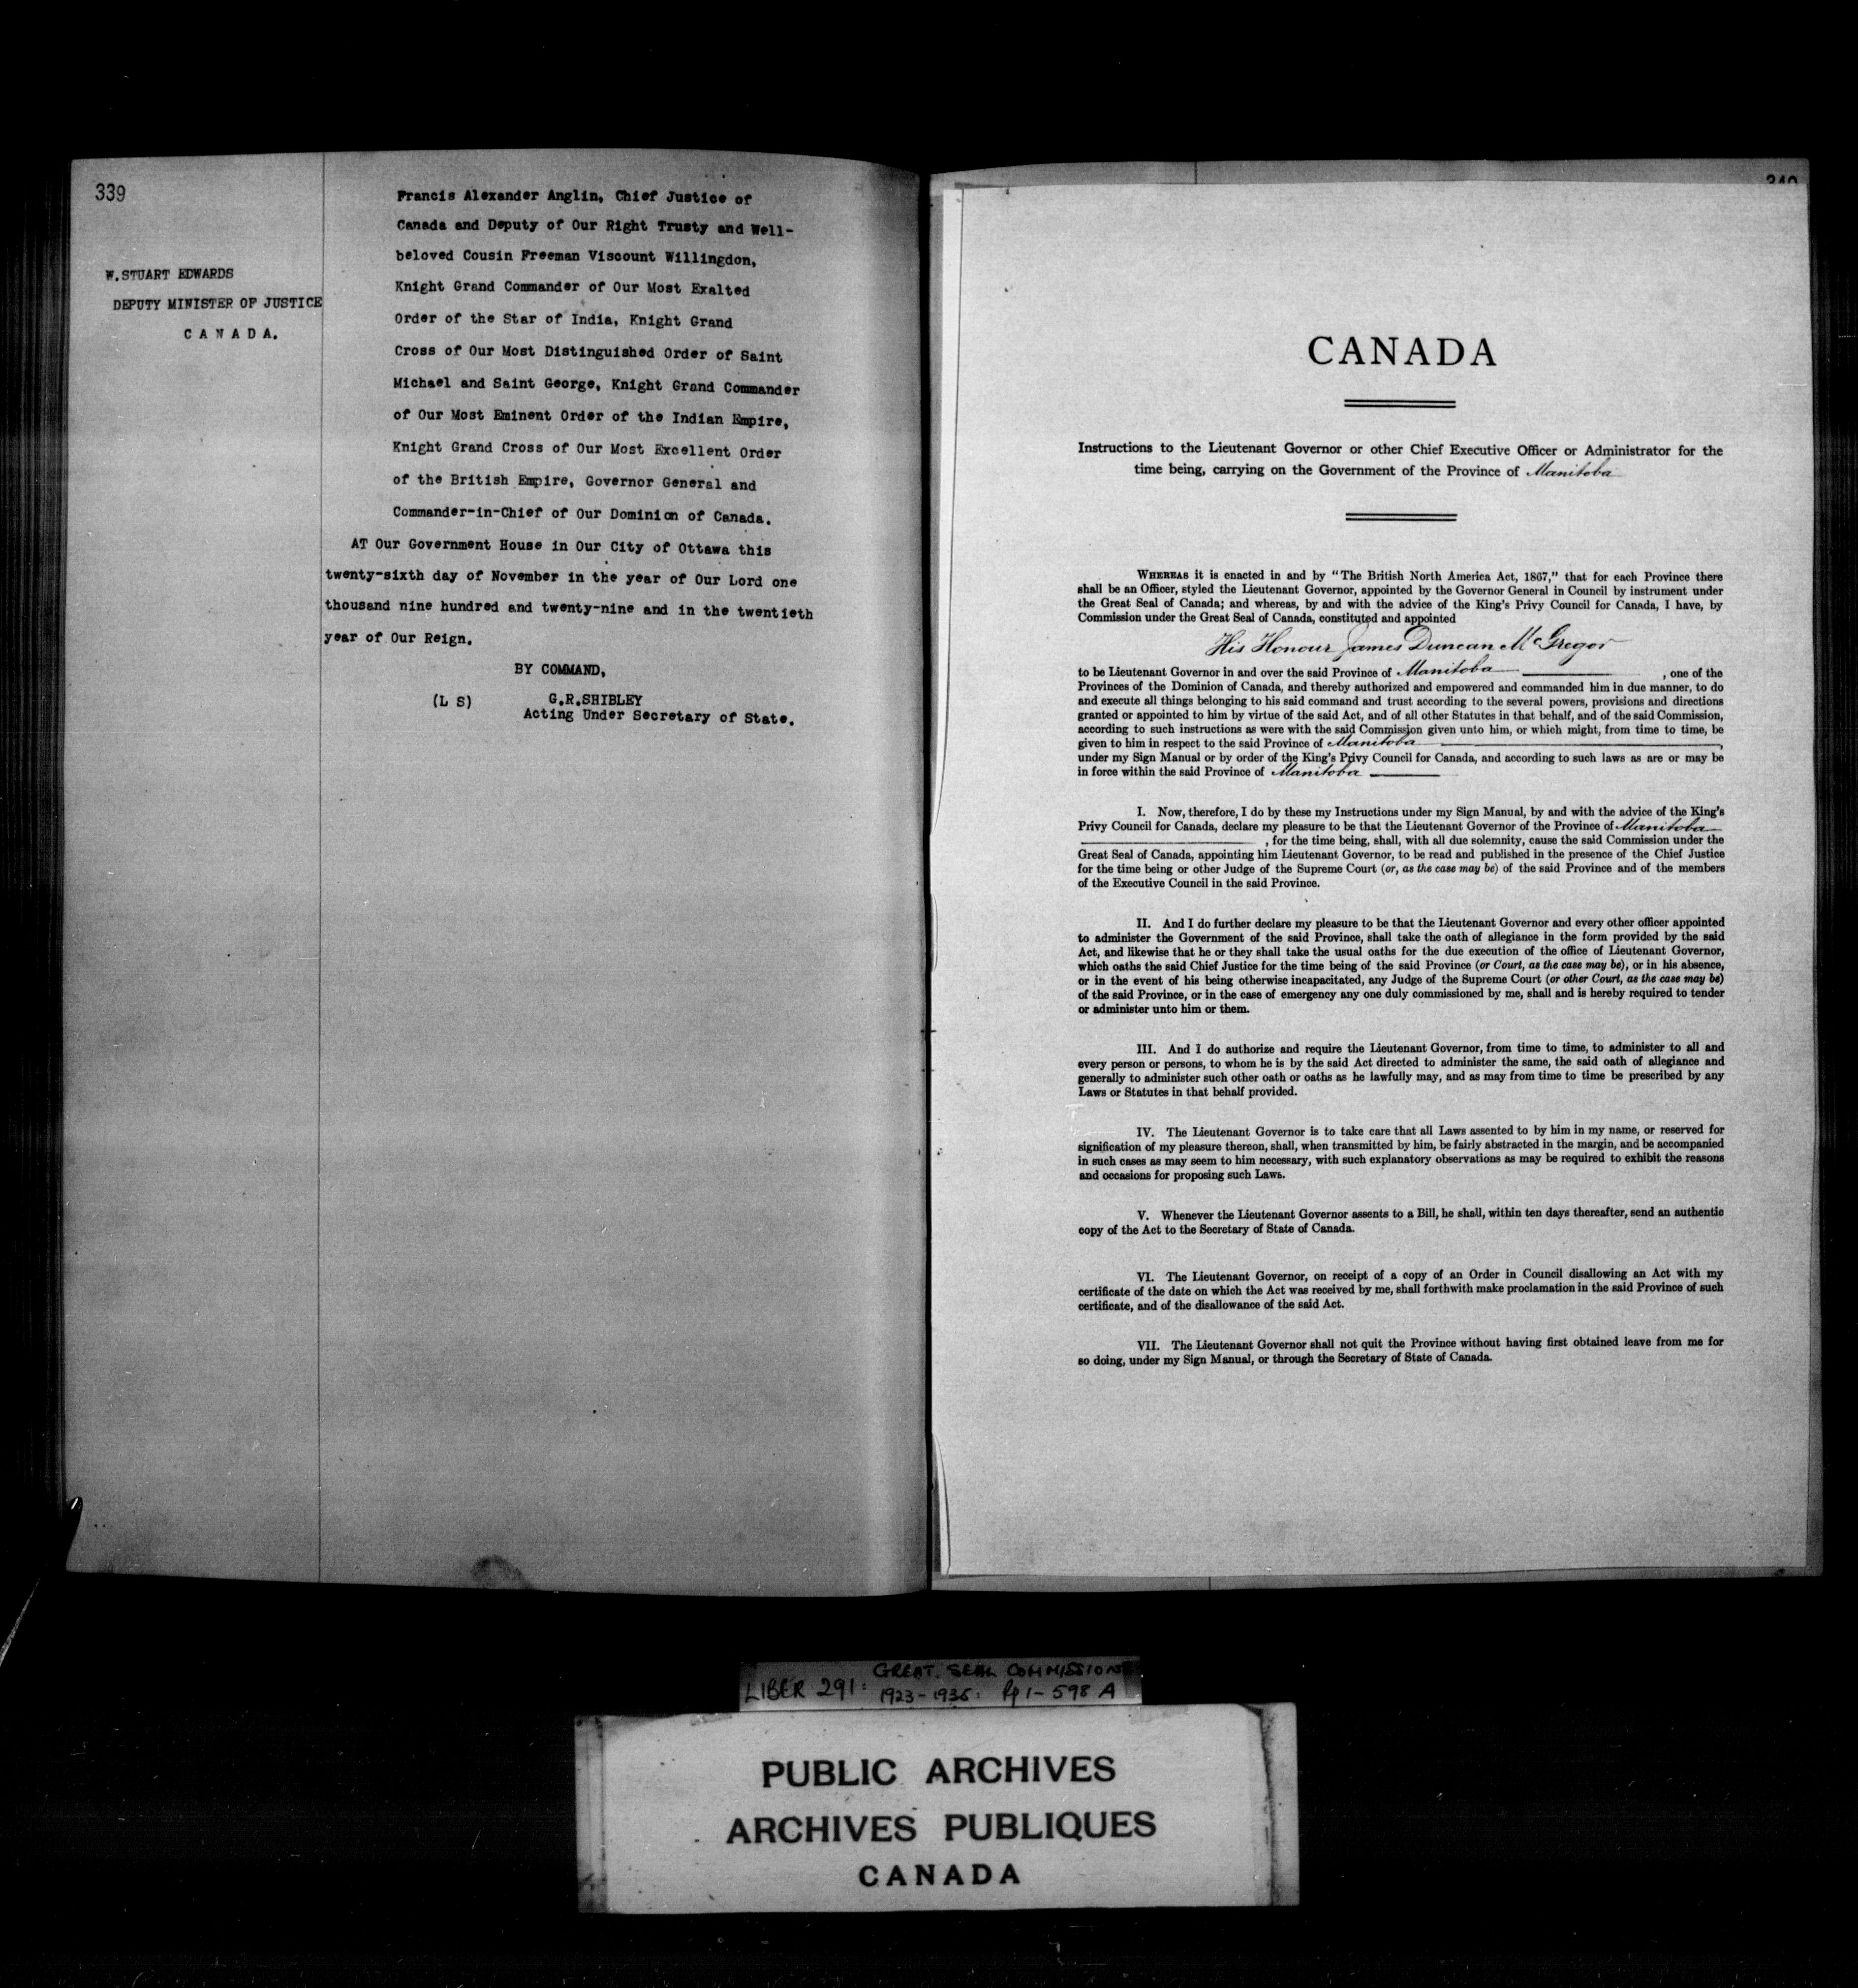 339
W.STUART EDWARDS
DEPUTY MINISTER OF JUSTICE
C A N A D A.
Francis Alexander Anglin, Chief Justice of
Canada and Deputy of Our Right Trusty and Well-
beloved Cousin Freeman Viscount Willingdon,
Knight Grand Commander of Our Most Exalted
Order of the Star of India, Knight Grand
Cross of Our Most Distinguished Order of Saint
Michael and Saint George, Knight Grand Commander
of Our Most Eminent Order of the Indian Empire,
Knight Grand Cross of Our Most Excellent Order
of the British Empire, Governor General and
Commander-in-Chief of Our Dominion of Canada.
AT Our Government House in Our City of Ottawa this
twenty-sixth day of November in the year of Our Lord one
thousand nine hundred and twenty-nine and in the twentieth
year of Our Reign.
BY COMMAND,
(L S) G.R.SHIBLEY
Acting Under Secretary of State.
340
CANADA
Instructions to the Lieutenant Governor or other Chief Executive Officer or Administrator for the
time being, carrying on the Government of the Province of Manitoba
WHEREAS it is enacted in and by "The British North America Act, 1867," that for each Province there
shall be an Officer, styled the Lieutenant Governor, appointed by the Governor General in Council by instrument under
the Great Seal of Canada; and whereas, by and with the advice of the King's Privy Council for Canada, I have, by
Commission under the Great Seal of Canada, constituted and appointed
His Honour James Duncan McGregor
to be Lieutenant Governor in and over the said Province of Manitoba , one of the
Provinces of the Dominion of Canada, and thereby authorized and empowered and commanded him in due manner, to do
and execute all things belonging to his said command and trust according to the several powers, provisions and directions
granted or appointed to him by virtue of the said Act, and of all other Statutes in that behalf, and of the said Commission,
according to such instructions as were with the said Commission given unto him, or which might, from time to time, be
given to him in respect to the said Province of Manitoba ,
under my Sign Manual or by order of the King's Privy Council for Canada, and according to such laws as are or may be
in force within the said Province of Manitoba
I. Now, therefore, I do by these my Instructions under my Sign Manual, by and with the advice of the King's
Privy Council for Canada, declare my pleasure to be that the Lieutenant Governor of the Province of Manitoba
, for the time being, shall, with all due solemnity, cause the said Commission under the
Great Seal of Canada, appointing him Lieutenant Governor, to be read and published in the presence of the Chief Justice
for the time being or other Judge of the Supreme Court (or, as the case may be) of the said Province and of the members
of the Executive Council in the said Province.
II. And I do further declare my pleasure to be that the Lieutenant Governor and every other officer appointed
to administer the Government of the said Province, shall take the oath of allegiance in the form provided by the said
Act, and likewise that he or they shall take the usual oaths for the due execution of the office of Lieutenant Governor,
which oaths the said Chief Justice for the time being of the said Province (or Court, as the case may be), or in his absence,
or in the event of his being otherwise incapacitated, any Judge of the Supreme Court (or other Court, as the case may be)
of the said Province, or in the case of emergency any one duly commissioned by me, shall and is hereby required to tender
or administer unto him or them.
III. And I do authorize and require the Lieutenant Governor, from time to time, to administer to all and
every person or persons, to whom he is by the said Act directed to administer the same, the said oath of allegiance and
generally to administer such other oath or oaths as he lawfully may, and as may from time to time be prescribed by any
Laws or Statutes in that behalf provided.
IV. The Lieutenant Governor is to take care that all Laws assented to by him in my name, or reserved for
signification of my pleasure thereon, shall, when transmitted by him, be fairly abstracted in the margin, and be accompanied
in such cases as may seem to him necessary, with such explanatory observations as may be required to exhibit the reasons
and occasions for proposing such Laws.
V. Whenever the Lieutenant Governor assents to a Bill, he shall, within ten days thereafter, send an authentic
copy of the Act to the Secretary of State of Canada.
VI. The Lieutenant Governor, on receipt of a copy of an Order in Council disallowing an Act with my
certificate of the date on which the Act was received by me, shall forthwith make proclamation in the said Province of such
certificate, and of the disallowance of the said Act.
VII. The Lieutenant Governor shall not quit the Province without having first obtained leave from me for
so doing, under my Sign Manual, or through the Secretary of State of Canada.
LIBER 291: GREAT SEAL COMMISSIONS
1923-1936: Pp 1-598 A
PUBLIC ARCHIVES
ARCHIVES PUBLIQUES
CANADA